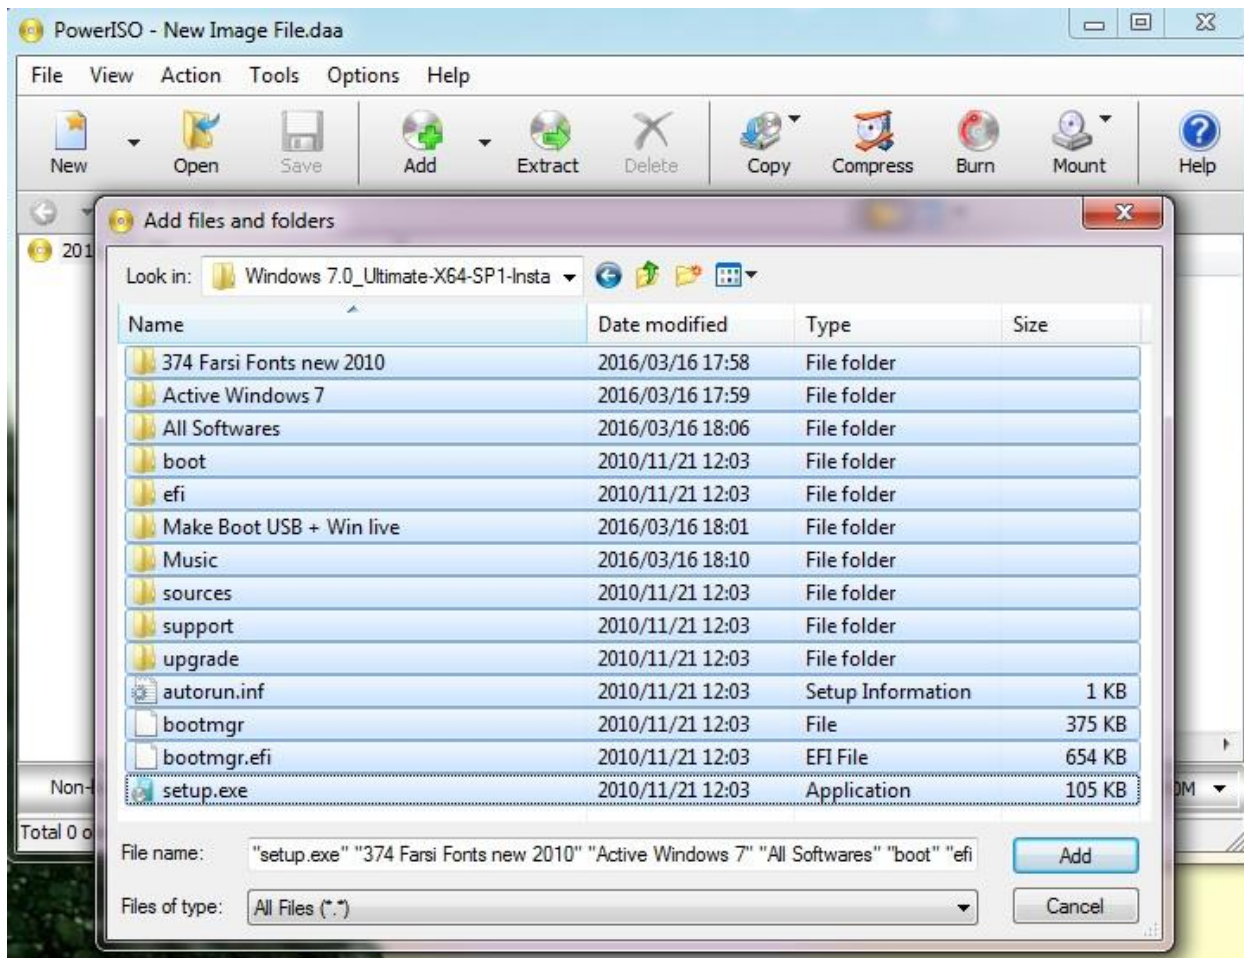 PowerISO - New Image File.daa
File View Action Tools Options Help
New Open Save Add Extract Delete Copy Compress Burn Mount Help
Add files and folders
201
Look in: Windows 7.0_Ultimate-X64-SP1-Insta
Name Date modified Type Size
374 Farsi Fonts new 2010 2016/03/16 17:58 File folder
Active Windows 7 2016/03/16 17:59 File folder
All Softwares 2016/03/16 18:06 File folder
boot 2010/11/21 12:03 File folder
efi 2010/11/21 12:03 File folder
Make Boot USB + Win live 2016/03/16 18:01 File folder
Music 2016/03/16 18:10 File folder
sources 2010/11/21 12:03 File folder
support 2010/11/21 12:03 File folder
upgrade 2010/11/21 12:03 File folder
autorun.inf 2010/11/21 12:03 Setup Information 1 KB
bootmgr 2010/11/21 12:03 File 375 KB
bootmgr.efi 2010/11/21 12:03 EFI File 654 KB
Non- setup.exe 2010/11/21 12:03 Application 105 KB
Total 0 o
File name: "setup.exe" "374 Farsi Fonts new 2010" "Active Windows 7" "All Softwares" "boot" "efi Add
Files of type: All Files (*.*) Cancel